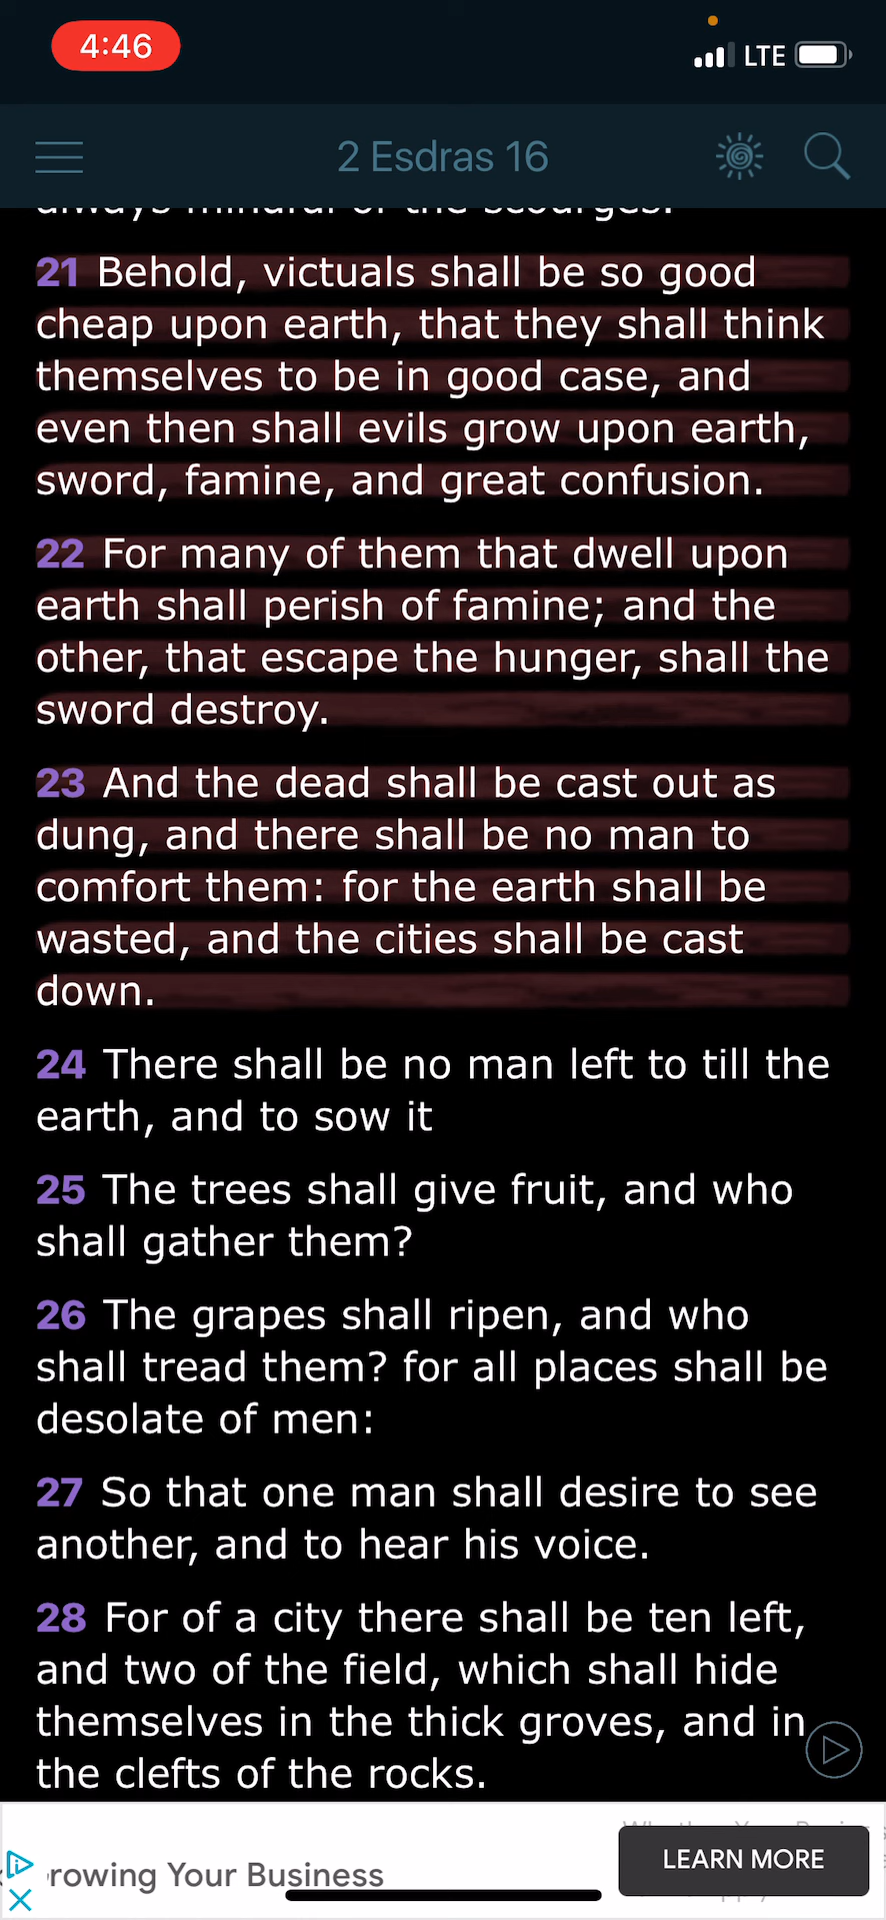 4:46
LTE
2 Esdras 16
always mindful of the scourges.
21 Behold, victuals shall be so good
cheap upon earth, that they shall think
themselves to be in good case, and
even then shall evils grow upon earth,
sword, famine, and great confusion.
22 For many of them that dwell upon
earth shall perish of famine; and the
other, that escape the hunger, shall the
sword destroy.
23 And the dead shall be cast out as
dung, and there shall be no man to
comfort them: for the earth shall be
wasted, and the cities shall be cast
down.
24 There shall be no man left to till the
earth, and to sow it
25 The trees shall give fruit, and who
shall gather them?
26 The grapes shall ripen, and who
shall tread them? for all places shall be
desolate of men:
27 So that one man shall desire to see
another, and to hear his voice.
28 For of a city there shall be ten left,
and two of the field, which shall hide
themselves in the thick groves, and in
the clefts of the rocks.
rowing Your Business
LEARN MORE